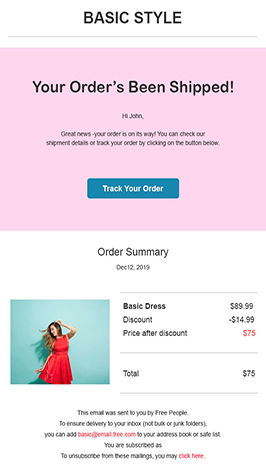 BASIC STYLE
Your Order's Been Shipped!
Hi John,
Great news -your order is on its way! You can check our
shipment details or track your order by clicking on the button below.
Track Your Order
Order Summary
Dec12, 2019
Basic Dress $89.99
Discount -$14.99
Price after discount $75
Total $75
This email was sent to you by Free People.
To ensure delivery to your inbox (not bulk or junk folders),
you can add basic@email.free.com to your address book or safe list.
You are subscribed as
To unsubscribe from these mailings, you may click here.